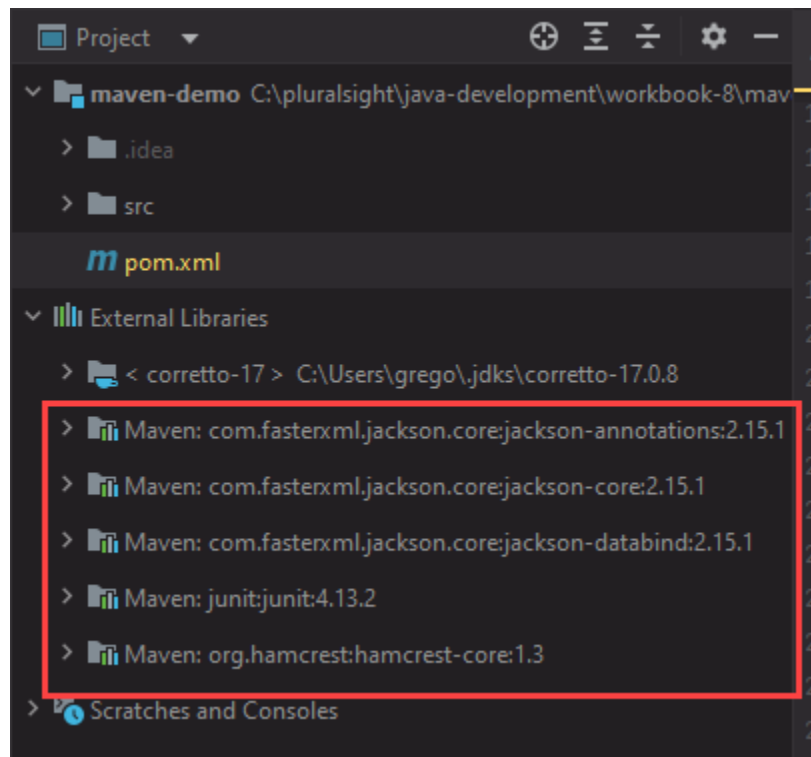 Project
maven-demo C:\pluralsight\java-development\workbook-8\mav
.idea
src
m pom.xml
External Libraries
< corretto-17 > C:\Users\grego\.jdks\corretto-17.0.8
Maven: com.fasterxml.jackson.core:jackson-annotations:2.15.1
Maven: com.fasterxml.jackson.core:jackson-core:2.15.1
Maven: com.fasterxml.jackson.core:jackson-databind:2.15.1
Maven: junit:junit:4.13.2
Maven: org.hamcrest:hamcrest-core:1.3
Scratches and Consoles